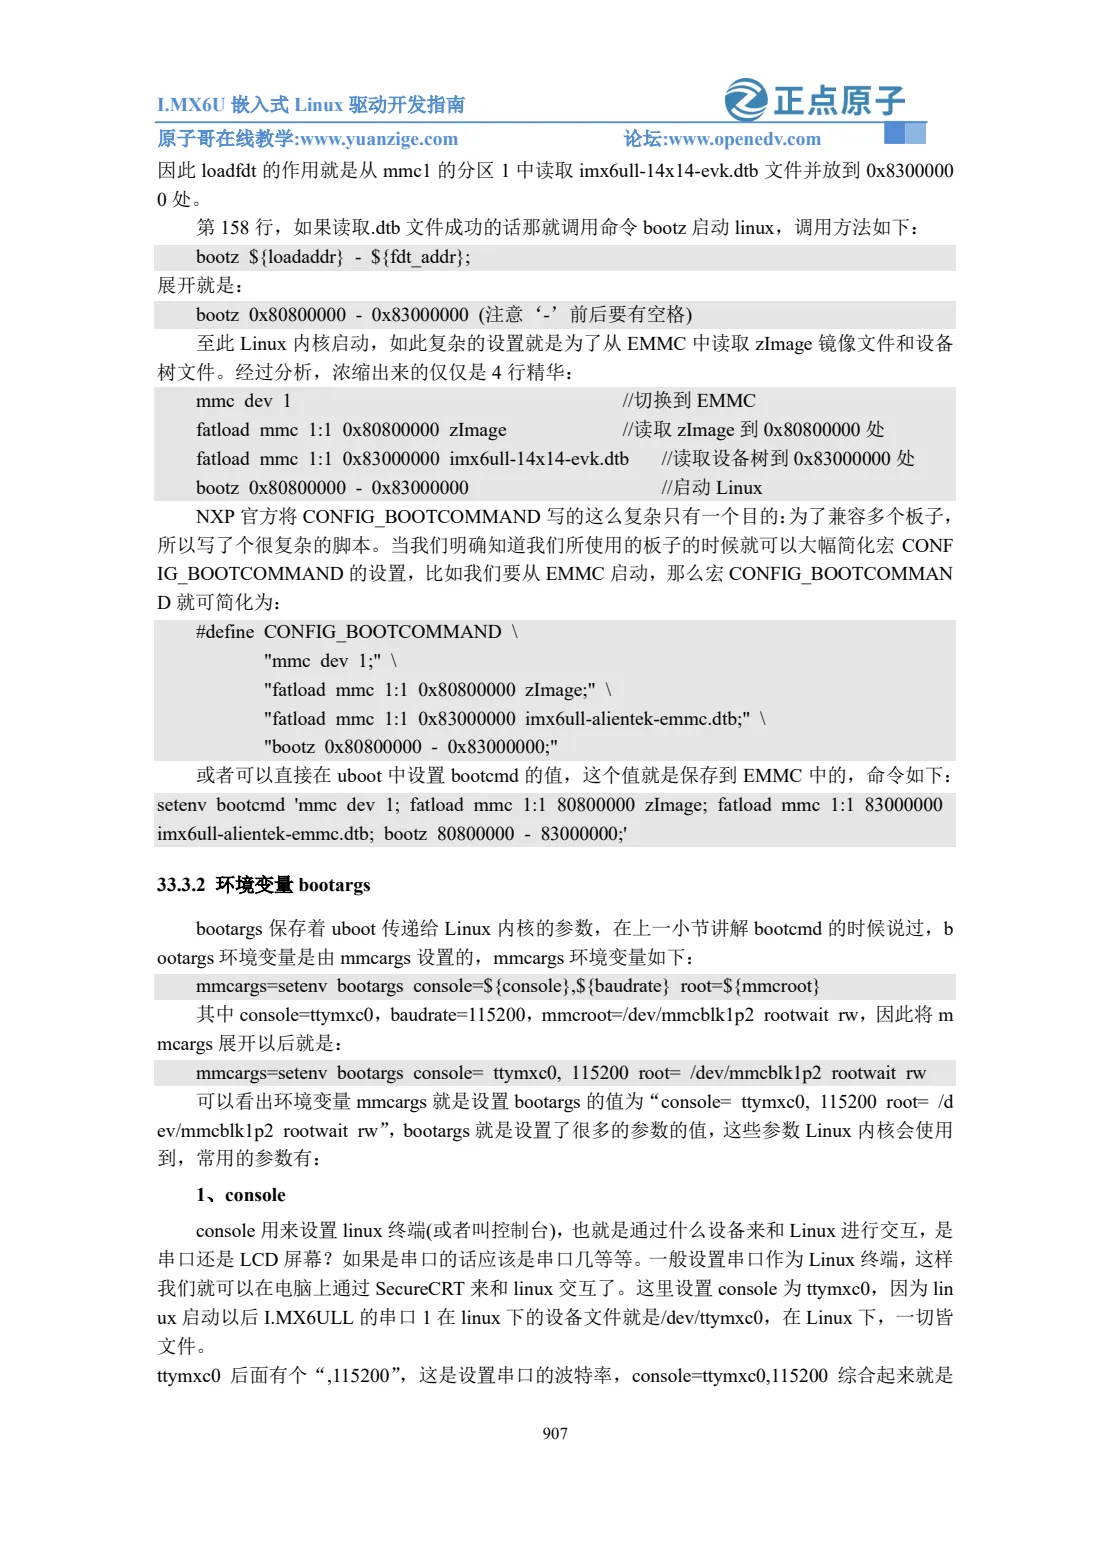 I.MX6U 嵌入式 Linux 驱动开发指南
正点原子
原子哥在线教学:www.yuanzige.com 论坛:www.openedv.com
因此 loadfdt 的作用就是从 mmc1 的分区 1 中读取 imx6ull-14x14-evk.dtb 文件并放到 0x8300000
0 处。
第 158 行，如果读取.dtb 文件成功的话那就调用命令 bootz 启动 linux，调用方法如下：
bootz ${loadaddr} - ${fdt_addr};
展开就是：
bootz 0x80800000 - 0x83000000 (注意‘-’前后要有空格)
至此 Linux 内核启动，如此复杂的设置就是为了从 EMMC 中读取 zImage 镜像文件和设备
树文件。经过分析，浓缩出来的仅仅是 4 行精华：
mmc dev 1 //切换到 EMMC
fatload mmc 1:1 0x80800000 zImage //读取 zImage 到 0x80800000 处
fatload mmc 1:1 0x83000000 imx6ull-14x14-evk.dtb //读取设备树到 0x83000000 处
bootz 0x80800000 - 0x83000000 //启动 Linux
NXP 官方将 CONFIG_BOOTCOMMAND 写的这么复杂只有一个目的：为了兼容多个板子，
所以写了个很复杂的脚本。当我们明确知道我们所使用的板子的时候就可以大幅简化宏 CONF
IG_BOOTCOMMAND 的设置，比如我们要从 EMMC 启动，那么宏 CONFIG_BOOTCOMMAN
D 就可简化为：
#define CONFIG_BOOTCOMMAND \
"mmc dev 1;" \
"fatload mmc 1:1 0x80800000 zImage;" \
"fatload mmc 1:1 0x83000000 imx6ull-alientek-emmc.dtb;" \
"bootz 0x80800000 - 0x83000000;"
或者可以直接在 uboot 中设置 bootcmd 的值，这个值就是保存到 EMMC 中的，命令如下：
setenv bootcmd 'mmc dev 1; fatload mmc 1:1 80800000 zImage; fatload mmc 1:1 83000000
imx6ull-alientek-emmc.dtb; bootz 80800000 - 83000000;'
33.3.2 环境变量 bootargs
bootargs 保存着 uboot 传递给 Linux 内核的参数，在上一小节讲解 bootcmd 的时候说过，b
ootargs 环境变量是由 mmcargs 设置的，mmcargs 环境变量如下：
mmcargs=setenv bootargs console=${console},${baudrate} root=${mmcroot}
其中 console=ttymxc0，baudrate=115200，mmcroot=/dev/mmcblk1p2 rootwait rw，因此将 m
mcargs 展开以后就是：
mmcargs=setenv bootargs console= ttymxc0, 115200 root= /dev/mmcblk1p2 rootwait rw
可以看出环境变量 mmcargs 就是设置 bootargs 的值为“console= ttymxc0, 115200 root= /d
ev/mmcblk1p2 rootwait rw”，bootargs 就是设置了很多的参数的值，这些参数 Linux 内核会使用
到，常用的参数有：
1、console
console 用来设置 linux 终端(或者叫控制台)，也就是通过什么设备来和 Linux 进行交互，是
串口还是 LCD 屏幕？如果是串口的话应该是串口几等等。一般设置串口作为 Linux 终端，这样
我们就可以在电脑上通过 SecureCRT 来和 linux 交互了。这里设置 console 为 ttymxc0，因为 lin
ux 启动以后 I.MX6ULL 的串口 1 在 linux 下的设备文件就是/dev/ttymxc0，在 Linux 下，一切皆
文件。
ttymxc0 后面有个“,115200”，这是设置串口的波特率，console=ttymxc0,115200 综合起来就是
907